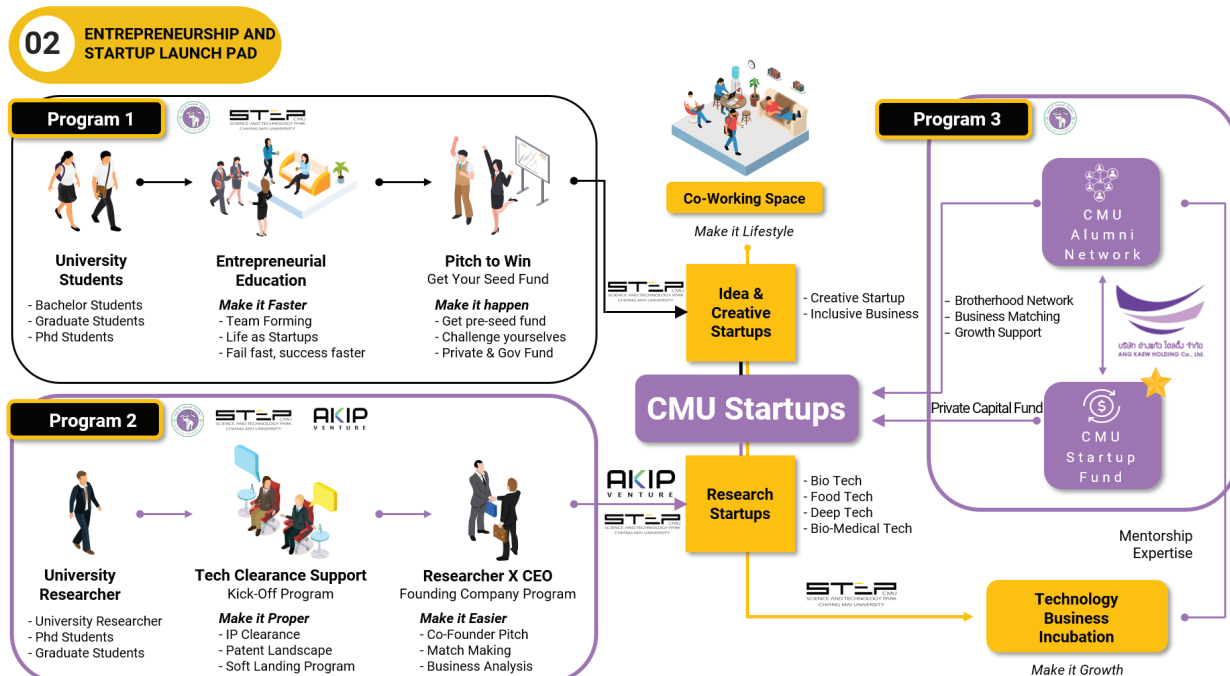 02
ENTREPRENEURSHIP AND
STARTUP LAUNCH PAD
Program 1
STEP CMU
SCIENCE AND TECHNOLOGY PARK
CHIANG MAI UNIVERSITY
University
Students
- Bachelor Students
- Graduate Students
- Phd Students
Entrepreneurial
Education
Make it Faster
- Team Forming
- Life as Startups
- Fail fast, success faster
Pitch to Win
Get Your Seed Fund
Make it happen
- Get pre-seed fund
- Challenge yourselves
- Private & Gov Fund
Program 2
STEP CMU
SCIENCE AND TECHNOLOGY PARK
CHIANG MAI UNIVERSITY
AKIP
VENTURE
University
Researcher
- University Researcher
- Phd Students
- Graduate Students
Tech Clearance Support
Kick-Off Program
Make it Proper
- IP Clearance
- Patent Landscape
- Soft Landing Program
Researcher X CEO
Founding Company Program
Make it Easier
- Co-Founder Pitch
- Match Making
- Business Analysis
Co-Working Space
Make it Lifestyle
STEP CMU
SCIENCE AND TECHNOLOGY PARK
CHIANG MAI UNIVERSITY
Idea &
Creative
Startups
- Creative Startup
- Inclusive Business
CMU Startups
AKIP
VENTURE
STEP CMU
SCIENCE AND TECHNOLOGY PARK
CHIANG MAI UNIVERSITY
Research
Startups
- Bio Tech
- Food Tech
- Deep Tech
- Bio-Medical Tech
STEP CMU
SCIENCE AND TECHNOLOGY PARK
CHIANG MAI UNIVERSITY
Program 3
CMU
Alumni
Network
- Brotherhood Network
- Business Matching
- Growth Support
บริษัท อ่างแก้ว โฮลดิ้ง จำกัด
ANG KAEW HOLDING Co., Ltd.
Private Capital Fund
CMU
Startup
Fund
Mentorship
Expertise
Technology
Business
Incubation
Make it Growth